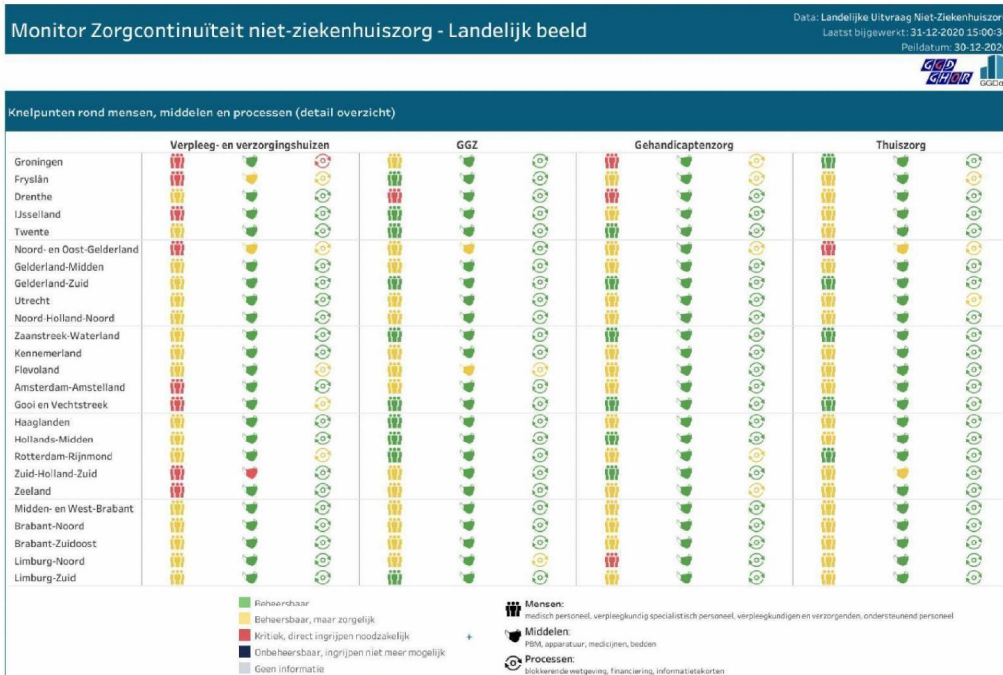 Monitor Zorgcontinuïteit niet-ziekenhuiszorg - Landelijk beeld
Data: Landelijke Uitvraag Niet-Ziekenhuiszorg
Laatst bijgewerkt: 31-12-2020 15:00:3
Peildatum: 30-12-202
GGD
GHOR
Knelpunten rond mensen, middelen en processen (detail overzicht)
Verpleeg- en verzorgingshuizen GGZ Gehandicaptenzorg Thuiszorg
Groningen
Fryslân
Drenthe
IJsselland
Twente
Noord- en Oost-Gelderland
Gelderland-Midden
Gelderland-Zuid
Utrecht
Noord-Holland-Noord
Zaanstreek-Waterland
Kennemerland
Flevoland
Amsterdam-Amstelland
Gooi en Vechtstreek
Haaglanden
Hollands-Midden
Rotterdam-Rijnmond
Zuid-Holland-Zuid
Zeeland
Midden- en West-Brabant
Brabant-Noord
Brabant-Zuidoost
Limburg-Noord
Limburg-Zuid
Beheersbaar
Beheersbaar, maar zorgelijk
Kritiek, direct ingrijpen noodzakelijk
Onbeheersbaar, ingrijpen niet meer mogelijk
Geen informatie
+
Mensen:
medisch personeel, verpleegkundig specialistisch personeel, verpleegkundigen en verzorgenden, ondersteunend personeel
Middelen:
PBM, apparatuur, medicijnen, bedden
Processen:
blokkerende wetgeving, financiering, informatietekorten